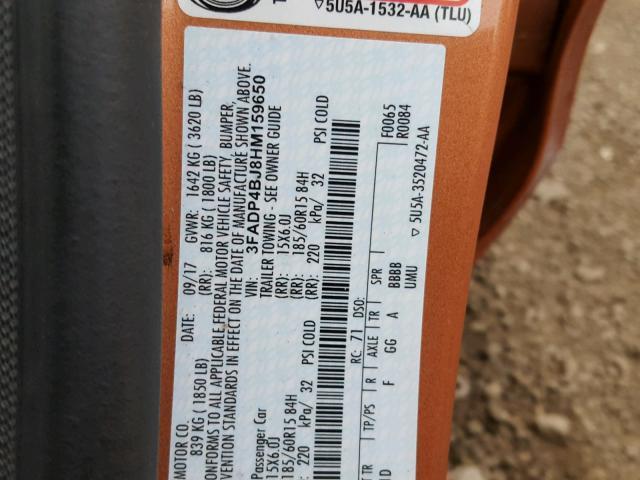 5U5A-1532-AA (TLU)
MOTOR CO.
DATE: 09/17 GVWR: 1642 KG ( 3620 LB)
839 KG (1850 LB) (RR): 816 KG (1800 LB)
CONFORMS TO ALL APPLICABLE FEDERAL MOTOR VEHICLE SAFETY, BUMPER,
VENTION STANDARDS IN EFFECT ON THE DATE OF MANUFACTURE SHOWN ABOVE.
VIN: 3FADP4BJ8HM159650
Passenger Car TRAILER TOWING - SEE OWNER GUIDE
15X6.0J (RR): 15X6.0J
185/60R15 84H (RR): 185/60R15 84H
220 kPa/ 32 PSI COLD (RR): 220 kPa/ 32 PSI COLD
RC: 71 DSO: F0065
R0084
TR TP/PS R AXLE TR SPR
F GG A BBBB
UMU
5U5A-3520472-AA